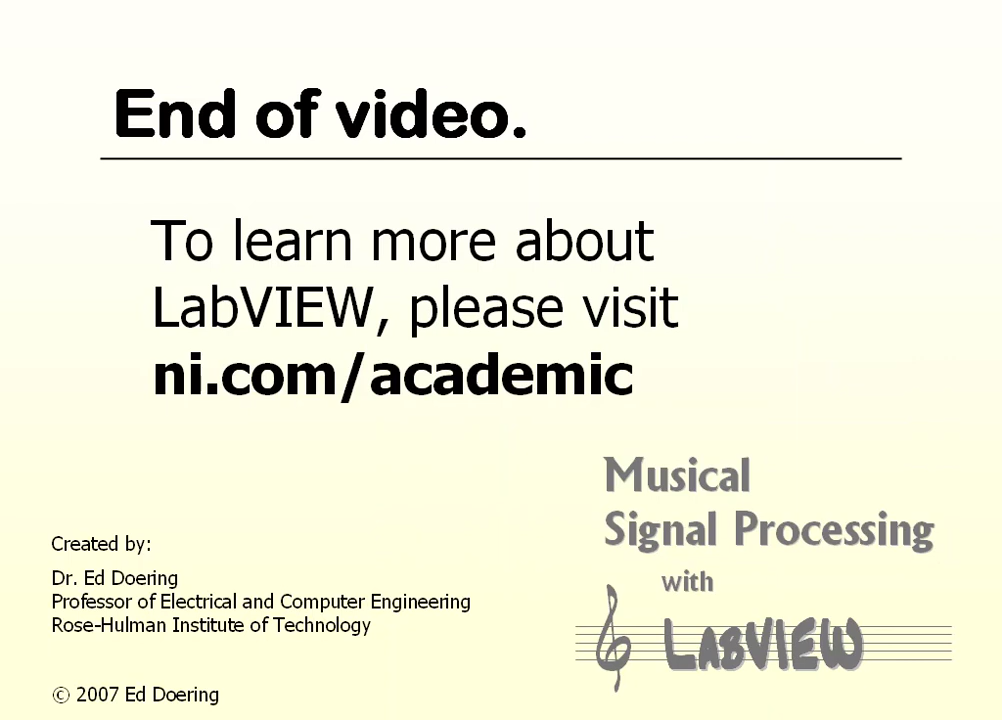 End of video.
To learn more about
LabVIEW, please visit
ni.com/academic
Musical
Signal Processing
with
LABVIEW
Created by:
Dr. Ed Doering
Professor of Electrical and Computer Engineering
Rose-Hulman Institute of Technology
© 2007 Ed Doering